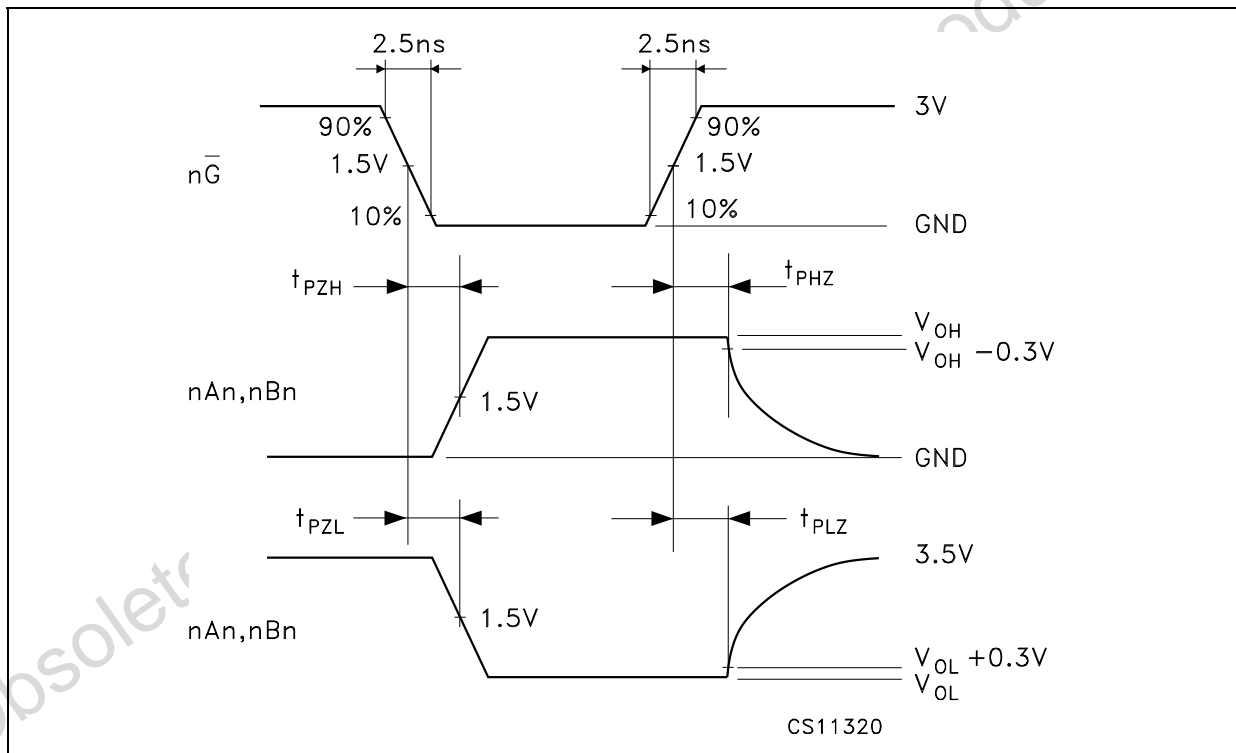 2.5ns 2.5ns
3V
90% 90%
1.5V 1.5V
nG̅
10% 10%
GND
tPZH tPHZ
VOH
VOH −0.3V
nAn,nBn
1.5V
GND
tPZL tPLZ
3.5V
1.5V
nAn,nBn
VOL +0.3V
VOL
CS11320